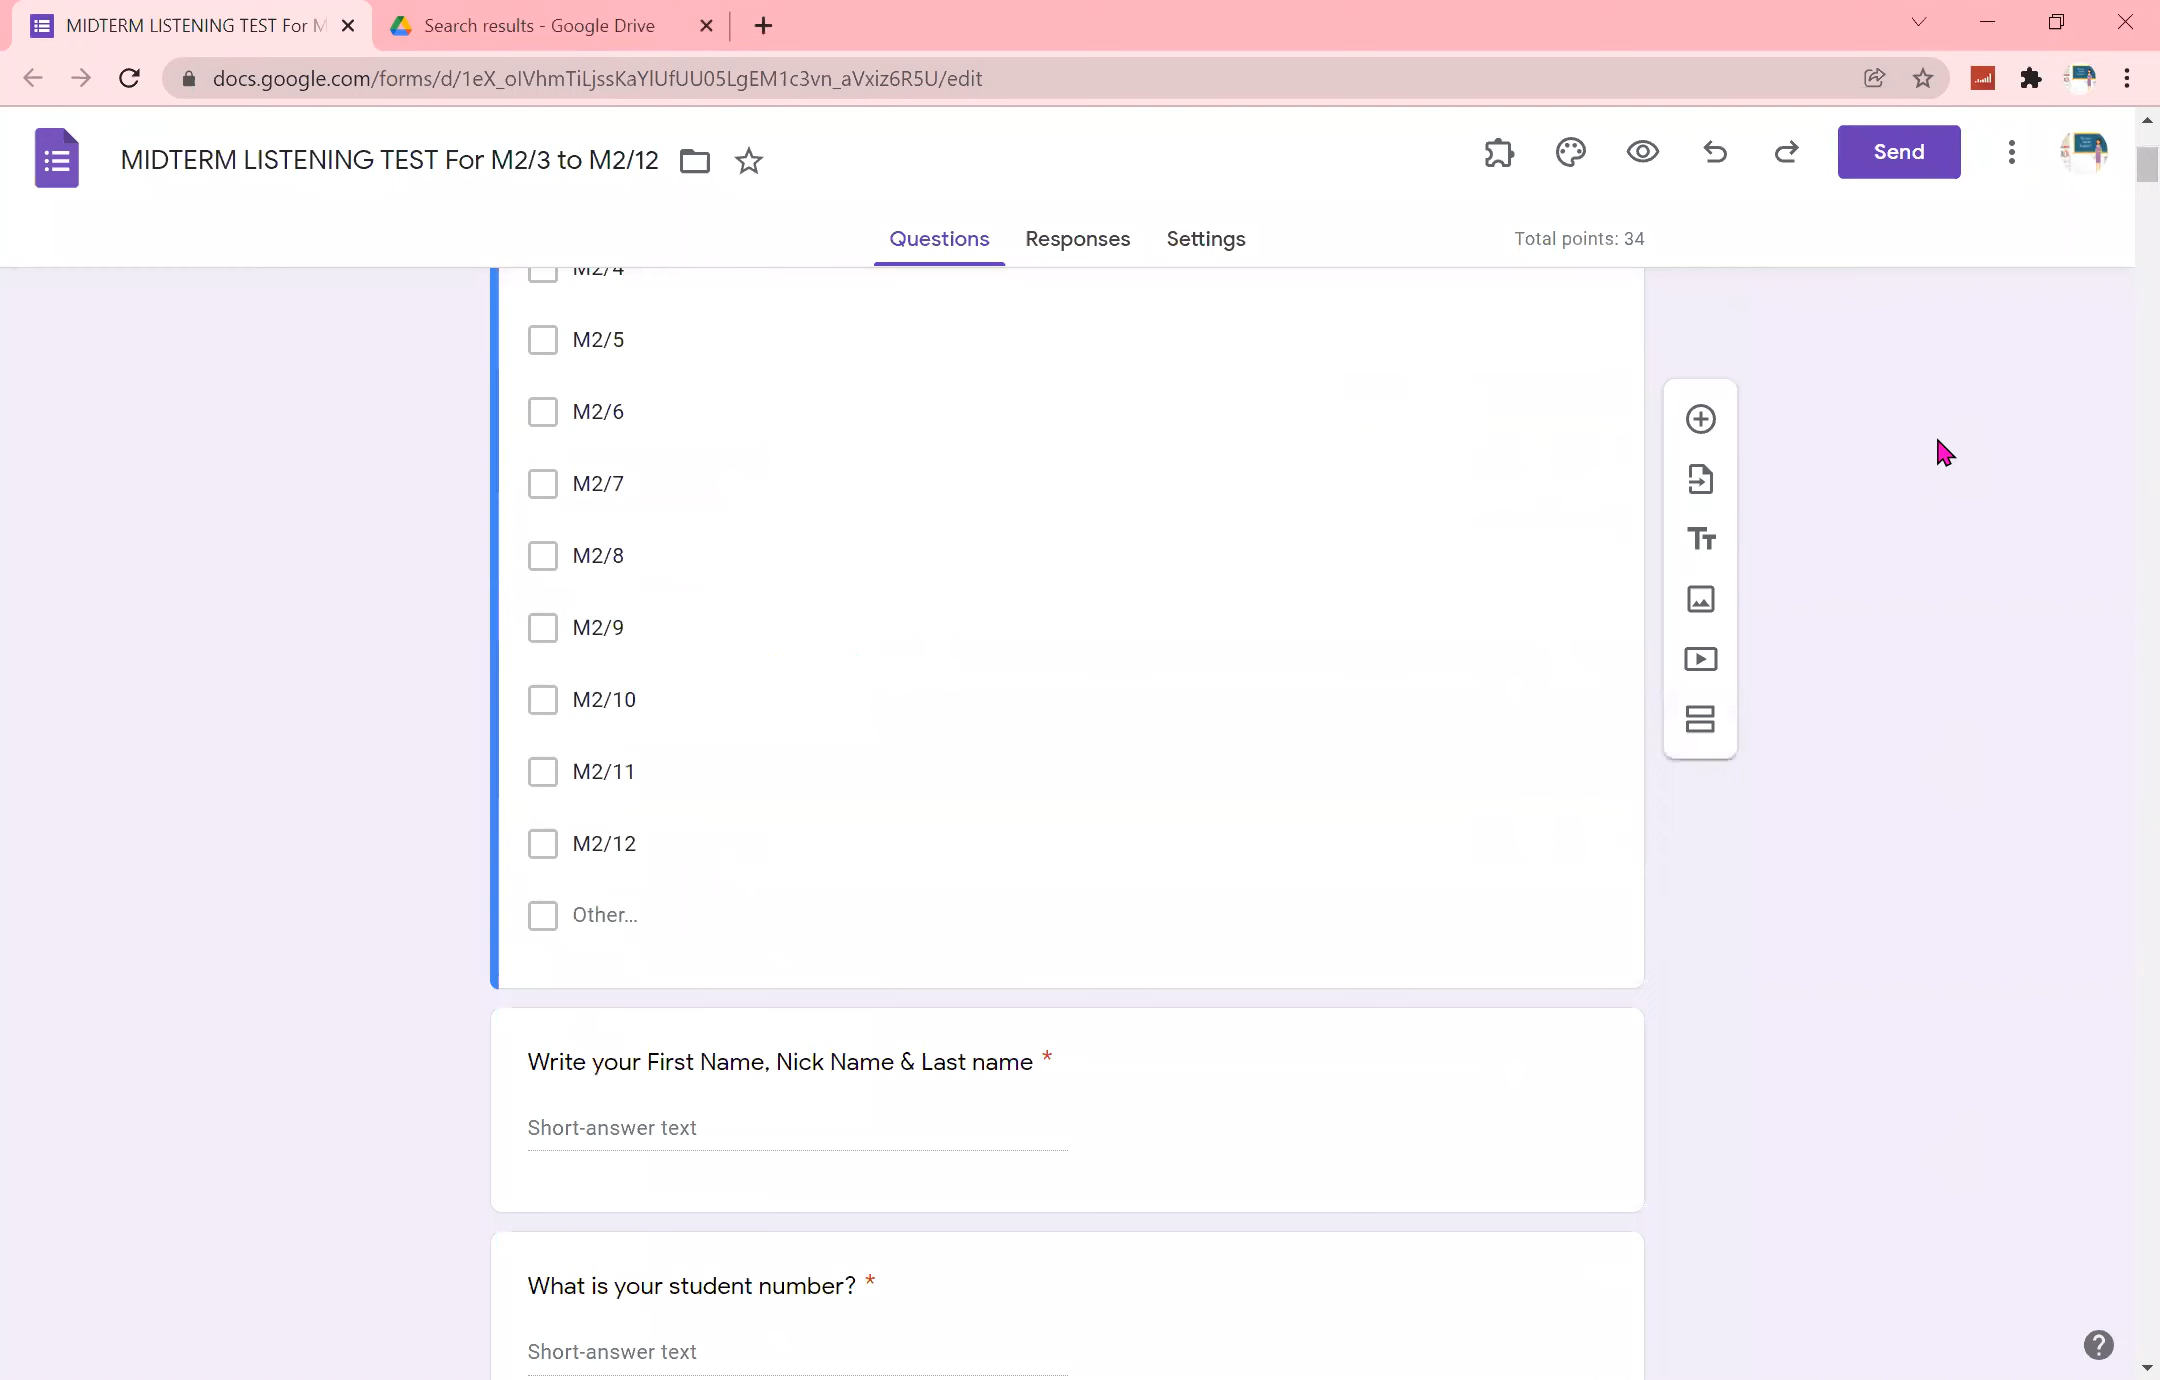 MIDTERM LISTENING TEST For M
Search results - Google Drive
docs.google.com/forms/d/1eX_oIVhmTiLjssKaYlUfUU05LgEM1c3vn_aVxiz6R5U/edit
MIDTERM LISTENING TEST For M2/3 to M2/12
Send
Questions
Responses
Settings
Total points: 34
M2/4
M2/5
M2/6
M2/7
M2/8
M2/9
M2/10
M2/11
M2/12
Other...
Write your First Name, Nick Name & Last name *
Short-answer text
What is your student number? *
Short-answer text